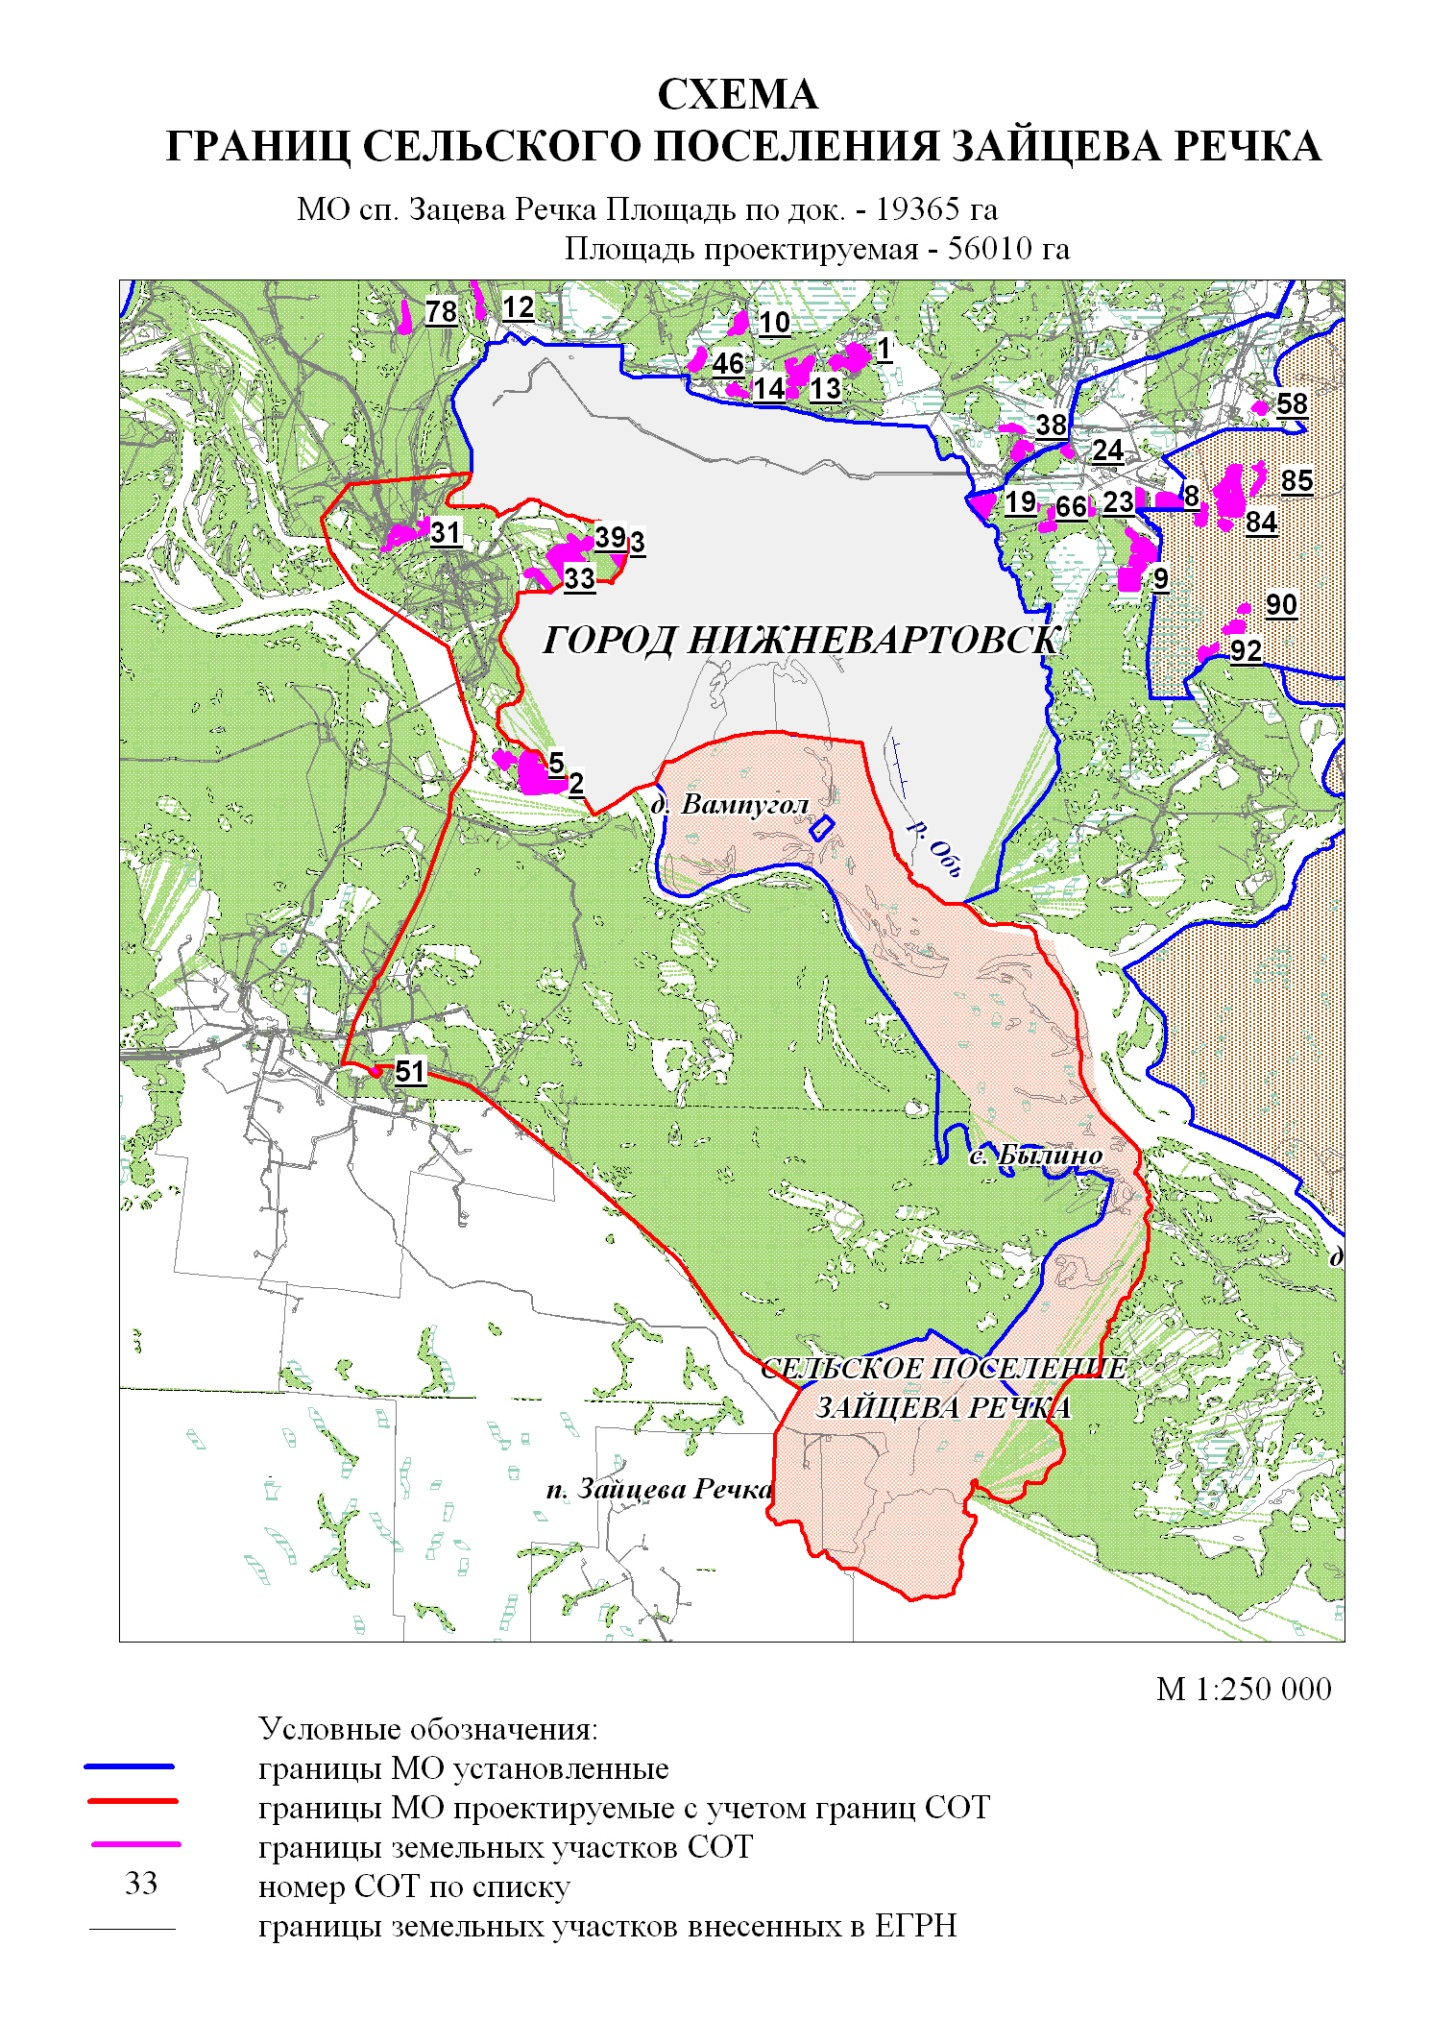 СХЕМА
ГРАНИЦ СЕЛЬСКОГО ПОСЕЛЕНИЯ ЗАЙЦЕВА РЕЧКА
МО сп. Зацева Речка Площадь по док. - 19365 га
Площадь проектируемая - 56010 га
78
12
10
1
46
14
13
58
38
24
85
19
66
23
8
84
31
39
3
33
9
90
92
ГОРОД НИЖНЕВАРТОВСК
5
2
д. Вампугол
р. Обь
51
с. Былино
д
СЕЛЬСКОЕ ПОСЕЛЕНИЕ
ЗАЙЦЕВА РЕЧКА
п. Зайцева Речка
М 1:250 000
Условные обозначения:
границы МО установленные
границы МО проектируемые с учетом границ СОТ
границы земельных участков СОТ
33 номер СОТ по списку
границы земельных участков внесенных в ЕГРН